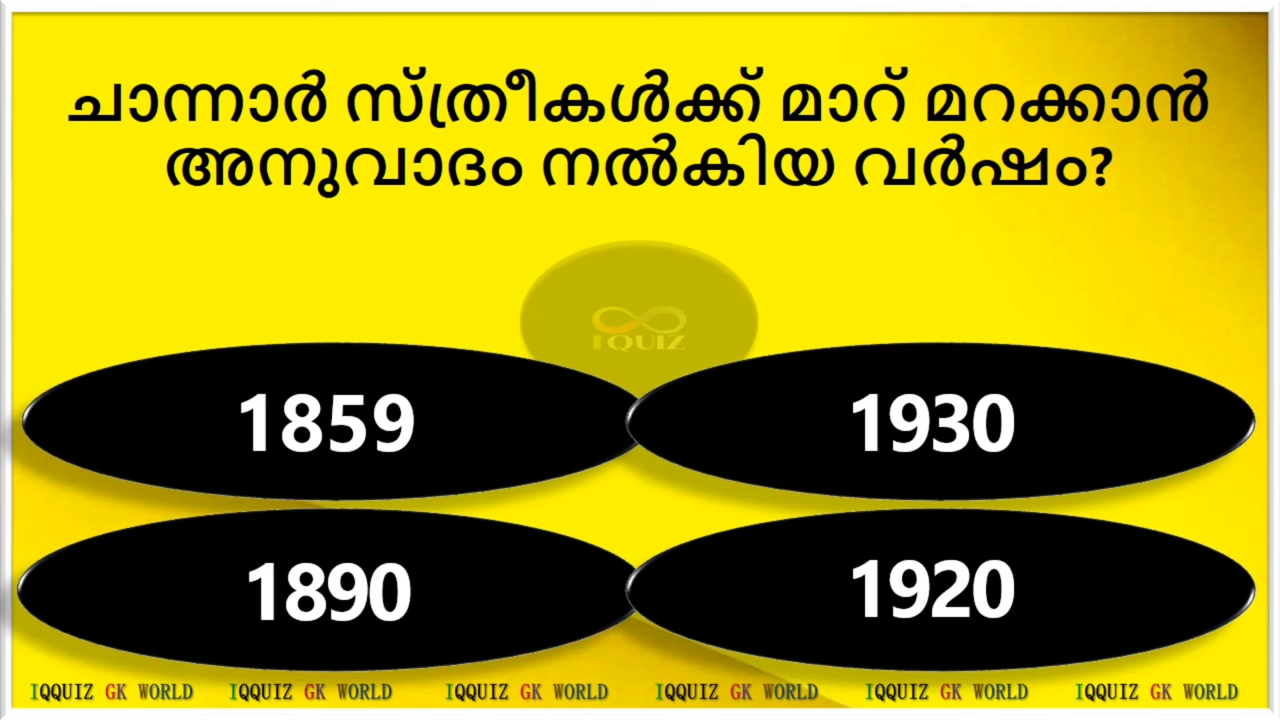 ചാന്നാർ സ്ത്രീകൾക്ക് മാറ് മറക്കാൻ
അനുവാദം നൽകിയ വർഷം?
IQUIZ
1859
1930
1890
1920
IQQUIZ GK WORLD IQQUIZ GK WORLD IQQUIZ GK WORLD IQQUIZ GK WORLD IQQUIZ GK WORLD IQQUIZ GK WORLD